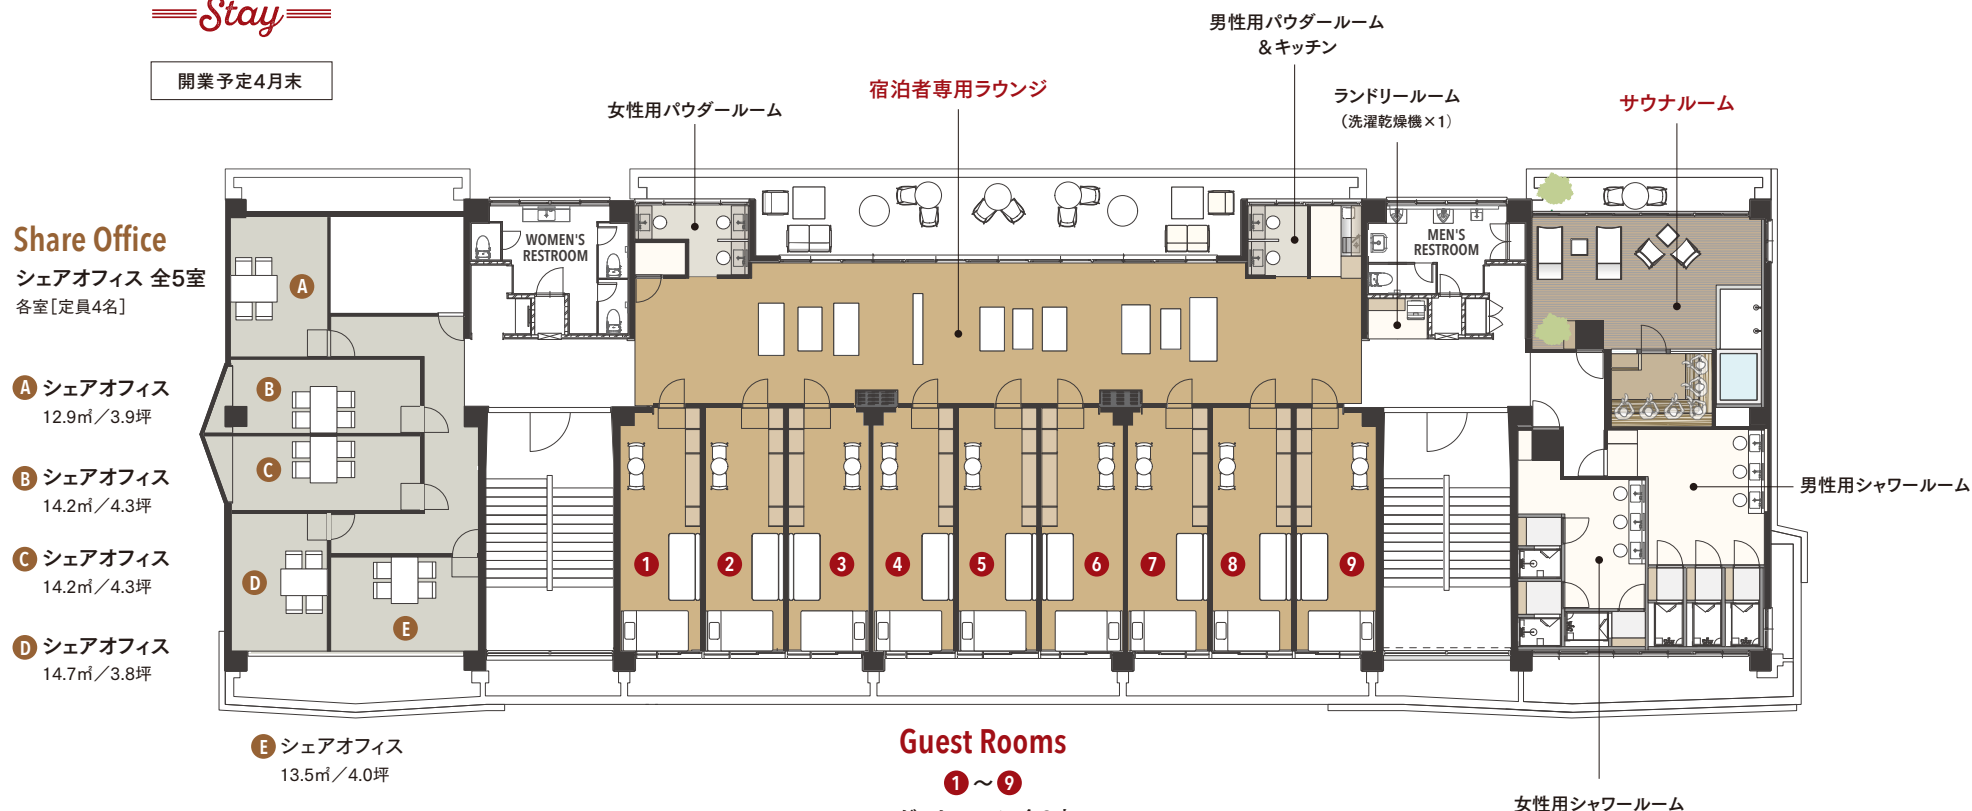 Stay
開業予定4月末
男性用パウダールーム
&キッチン
女性用パウダールーム
宿泊者専用ラウンジ
ランドリールーム
(洗濯乾燥機×1)
サウナルーム
Share Office
シェアオフィス 全5室
各室[定員4名]
WOMEN'S
RESTROOM
MEN'S
RESTROOM
A
B
C
D
E
A シェアオフィス
12.9㎡/3.9坪
B シェアオフィス
14.2㎡/4.3坪
C シェアオフィス
14.2㎡/4.3坪
D シェアオフィス
14.7㎡/3.8坪
E シェアオフィス
13.5㎡/4.0坪
1
2
3
4
5
6
7
8
9
男性用シャワールーム
女性用シャワールーム
Guest Rooms
1~9